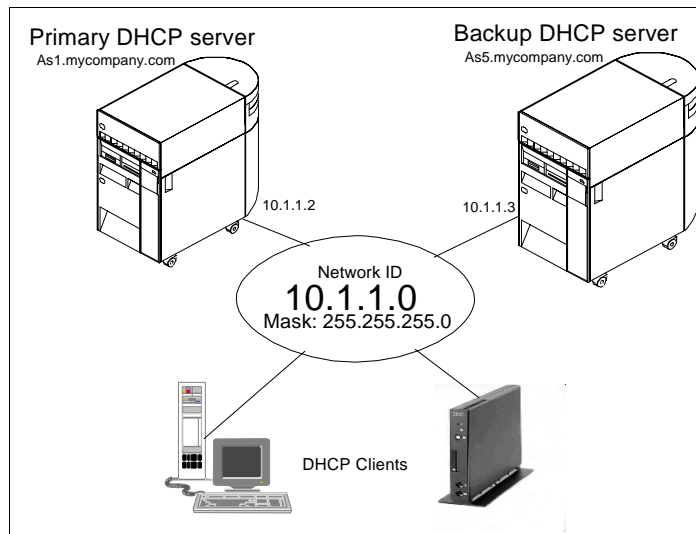 Primary DHCP server
As1.mycompany.com
Backup DHCP server
As5.mycompany.com
10.1.1.2
10.1.1.3
Network ID
10.1.1.0
Mask: 255.255.255.0
DHCP Clients